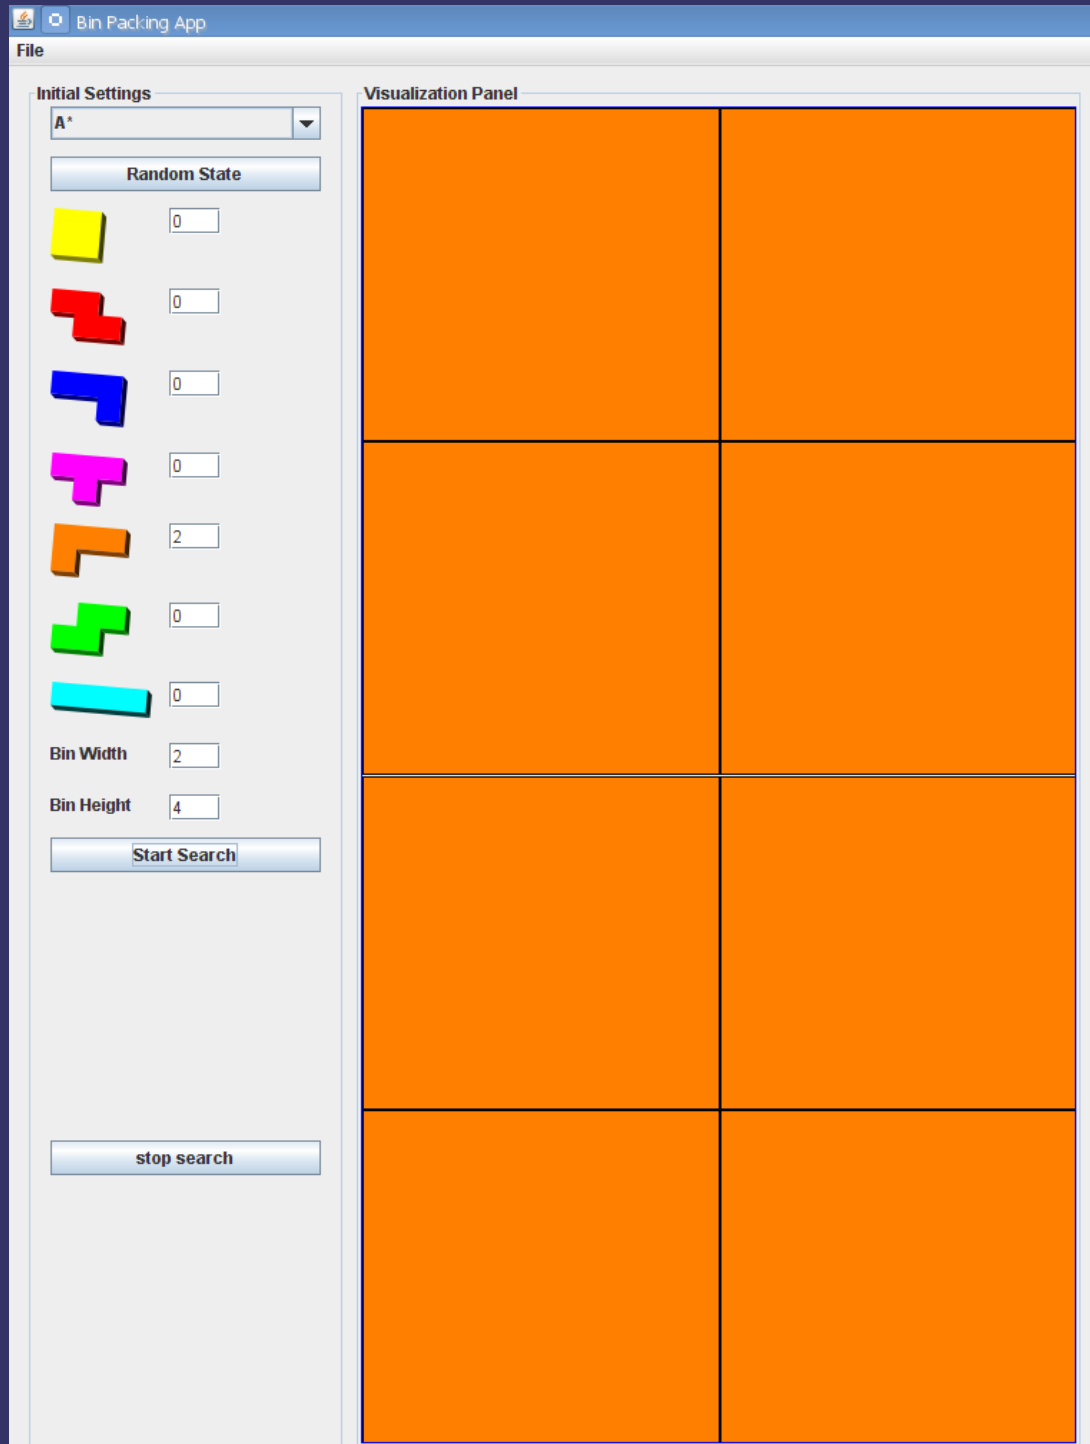 Bin Packing App
File
Initial Settings
Visualization Panel
A*
Random State
0
0
0
0
2
0
0
Bin Width 2
Bin Height 4
Start Search
stop search